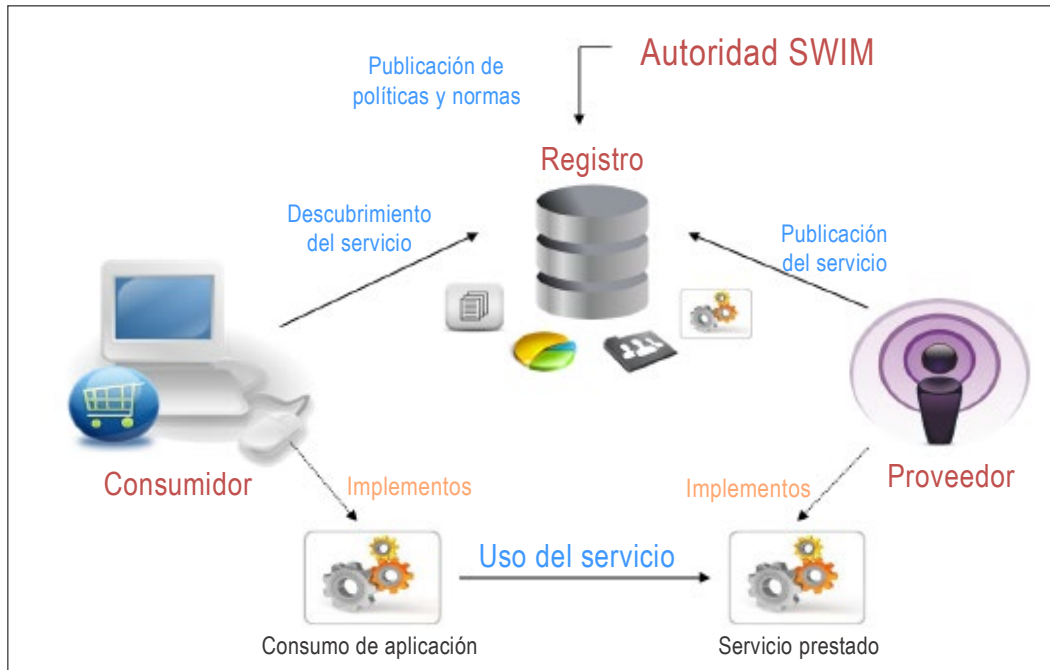 Autoridad SWIM
Publicación de
políticas y normas
Registro
Descubrimiento
del servicio
Publicación
del servicio
Consumidor
Implementos
Implementos
Proveedor
Uso del servicio
Consumo de aplicación
Servicio prestado